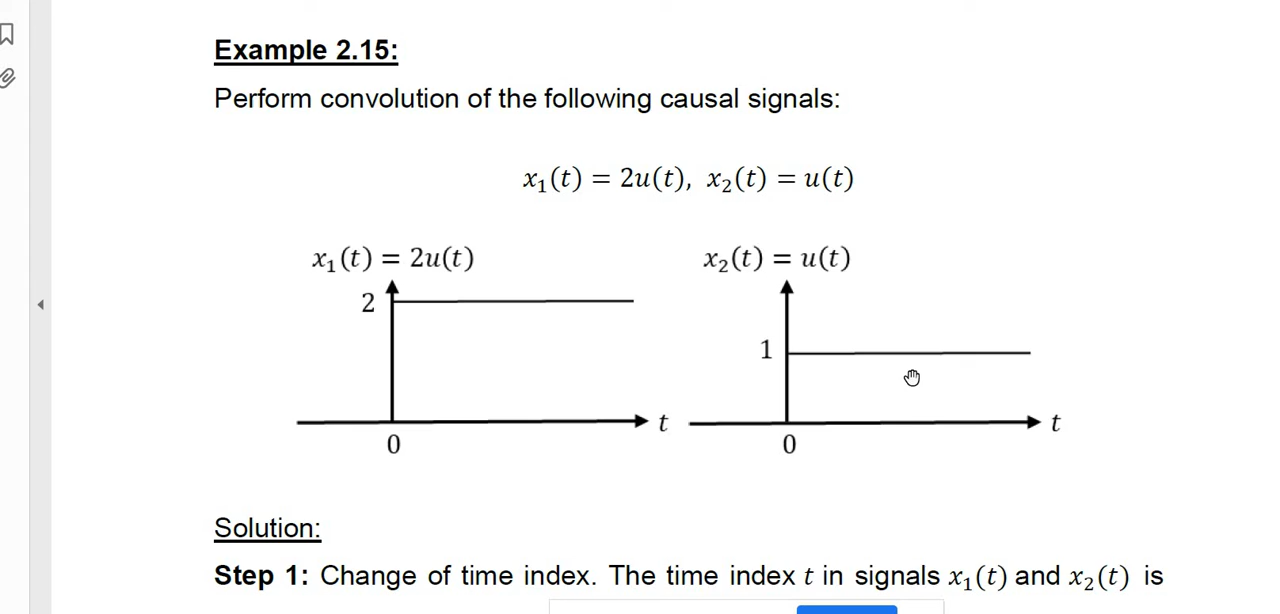 Example 2.15:
Perform convolution of the following causal signals:
x₁(t) = 2u(t), x₂(t) = u(t)
x₁(t) = 2u(t)
2
t
0
x₂(t) = u(t)
1
t
0
Solution:
Step 1: Change of time index. The time index t in signals x₁(t) and x₂(t) is